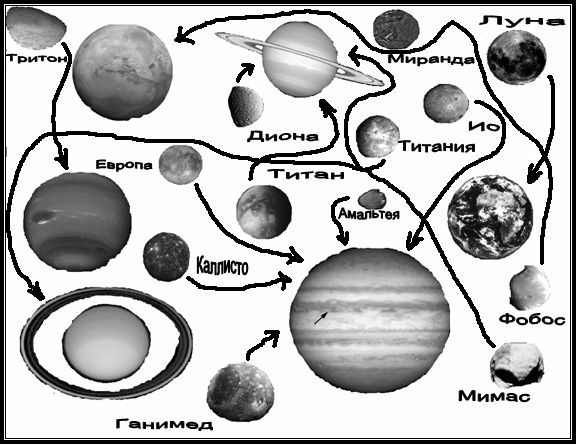 Луна
Тритон
Миранда
Диона
Ио
Титания
Европа
Титан
Амальтея
Каллисто
Фобос
Мимас
Ганимед